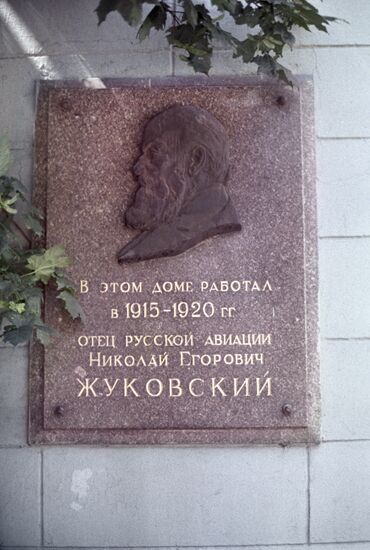 В ЭТОМ ДОМЕ РАБОТАЛ
В 1915-1920 ГГ.
ОТЕЦ РУССКОЙ АВИАЦИИ
НИКОЛАЙ ЕГОРОВИЧ
ЖУКОВСКИЙ